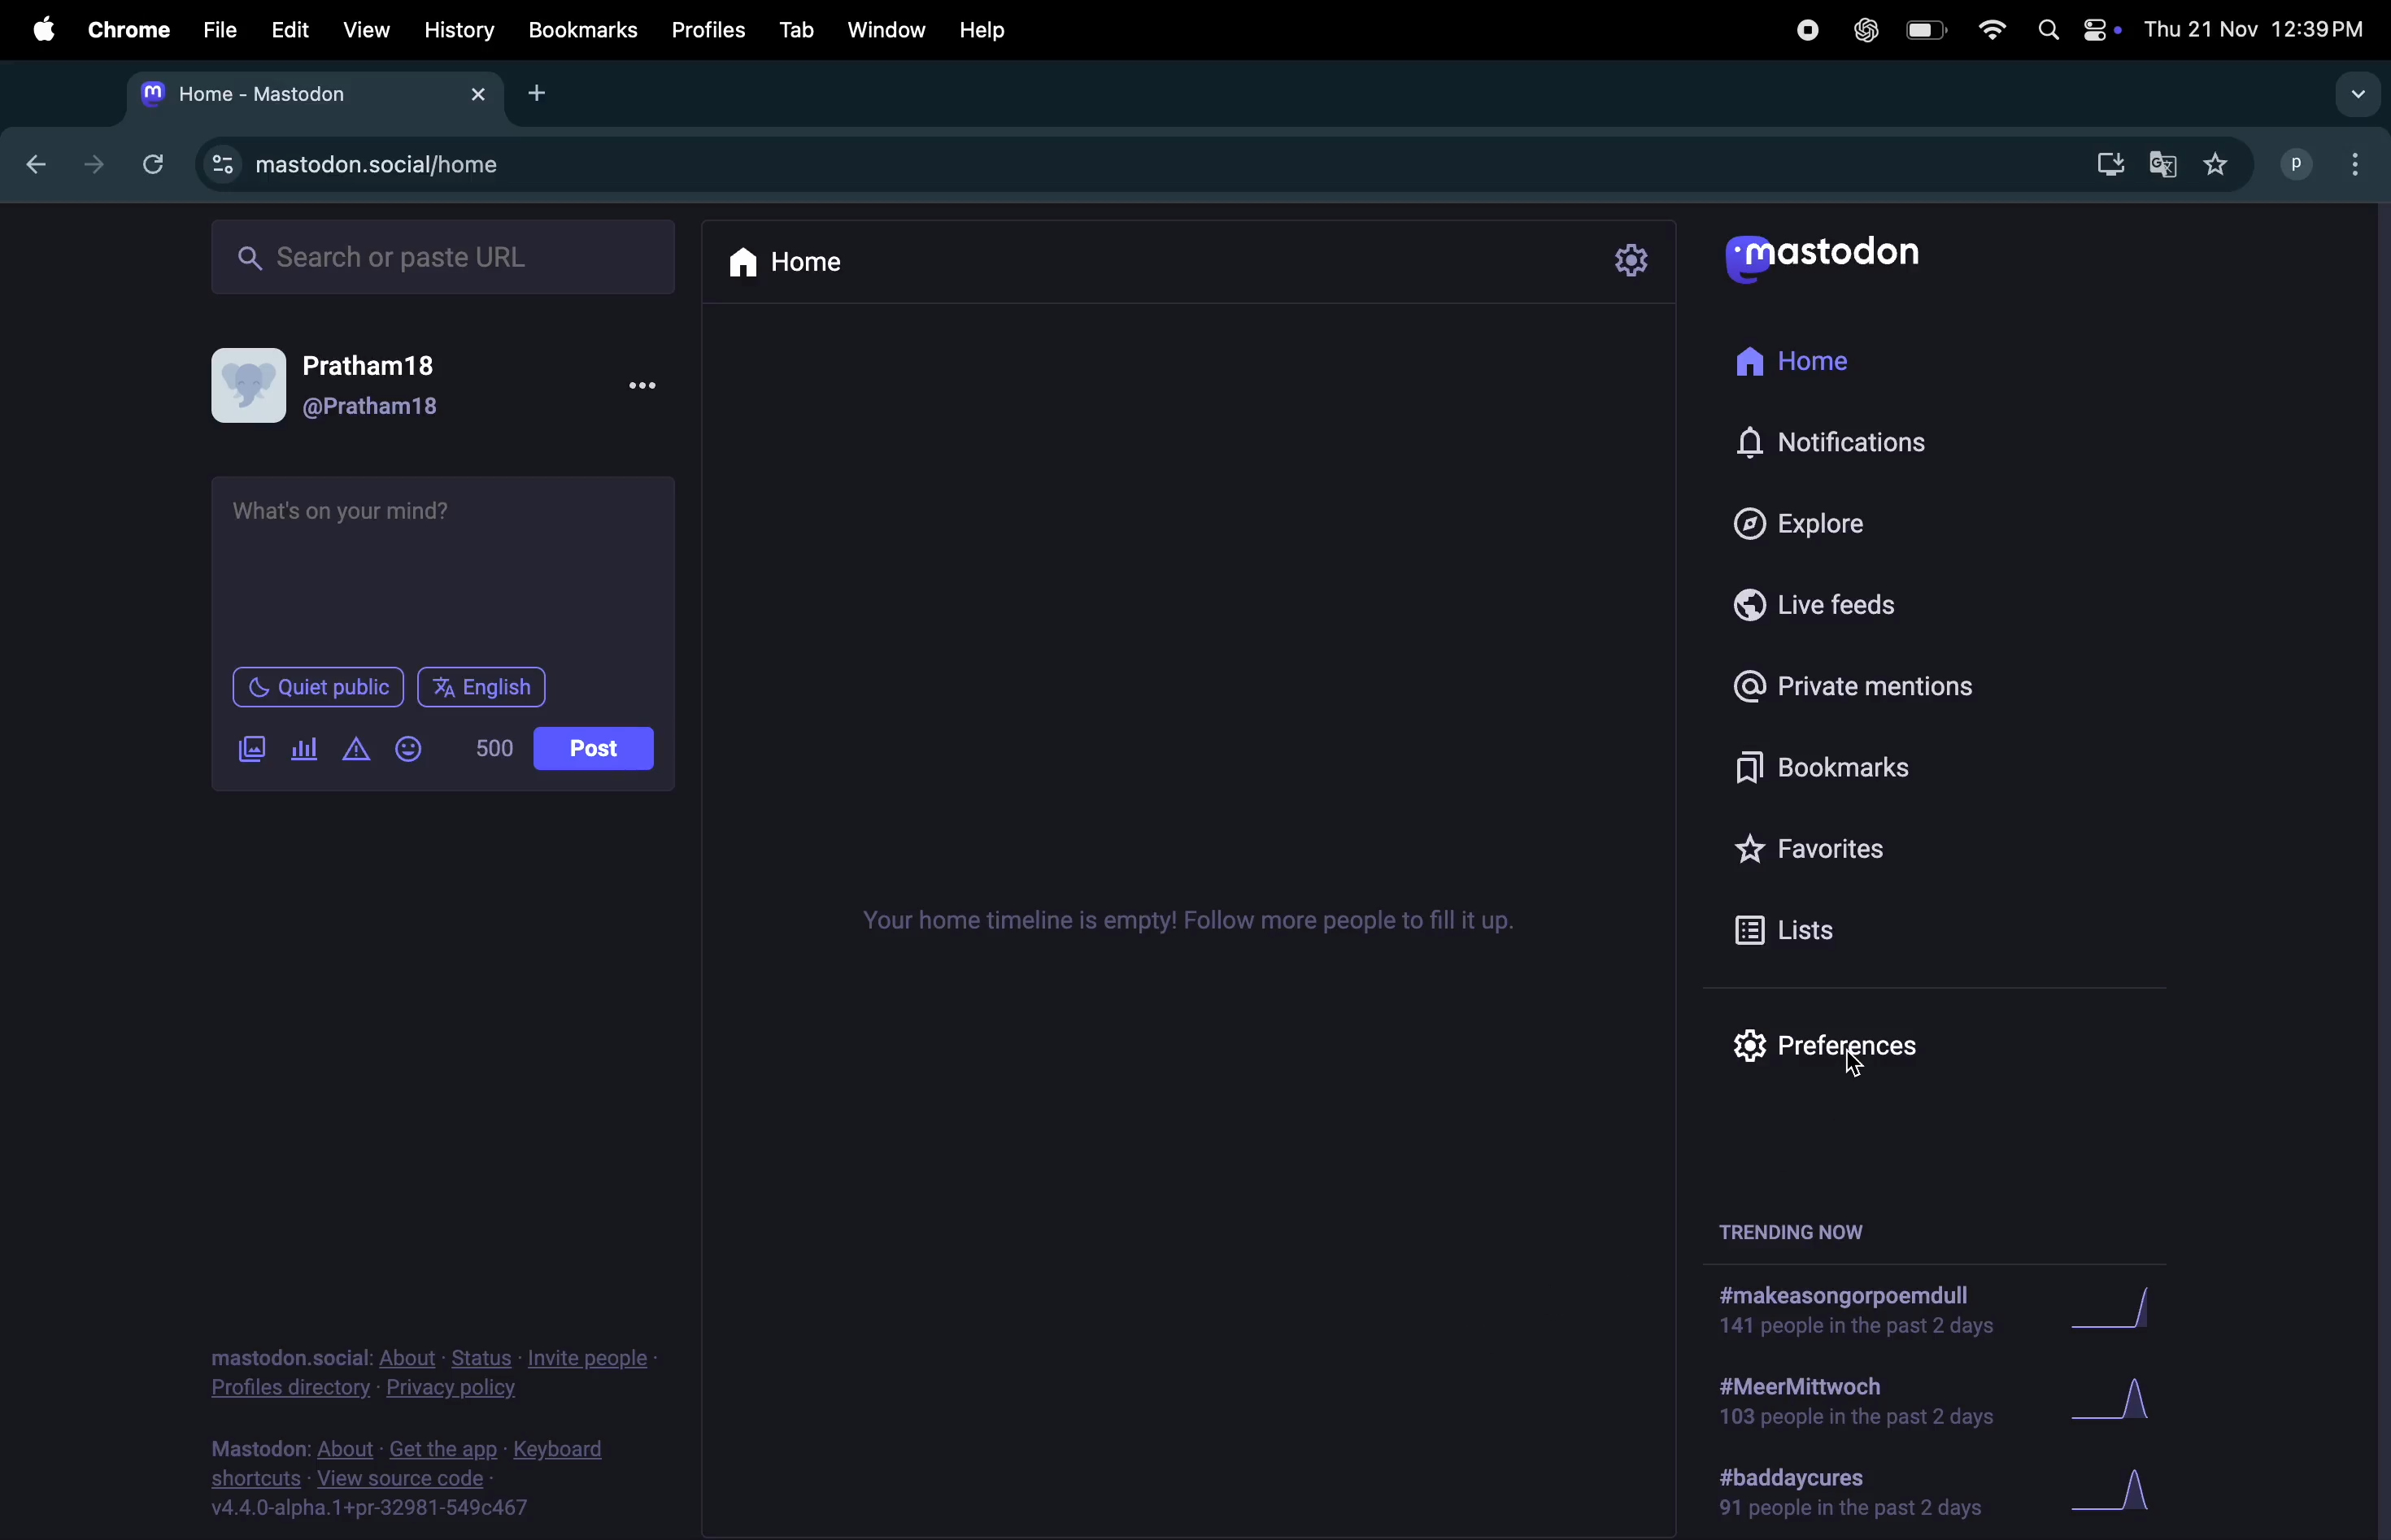 Chrome File Edit View History Bookmarks Profiles Tab Window Help Thu 21 Nov 12:39 PM
Home - Mastodon
mastodon.social/home
P
Search or paste URL
Pratham18
@Pratham18
What's on your mind?
Quiet public English
500 Post
mastodon.social: About · Status · Invite people ·
Profiles directory · Privacy policy
Mastodon: About · Get the app · Keyboard
shortcuts · View source code ·
v4.4.0-alpha.1+pr-32981-549c467
Home
Your home timeline is empty! Follow more people to fill it up.
mastodon
Home
Notifications
Explore
Live feeds
Private mentions
Bookmarks
Favorites
Lists
Preferences
TRENDING NOW
#makeasongorpoemdull
141 people in the past 2 days
#MeerMittwoch
103 people in the past 2 days
#baddaycures
91 people in the past 2 days